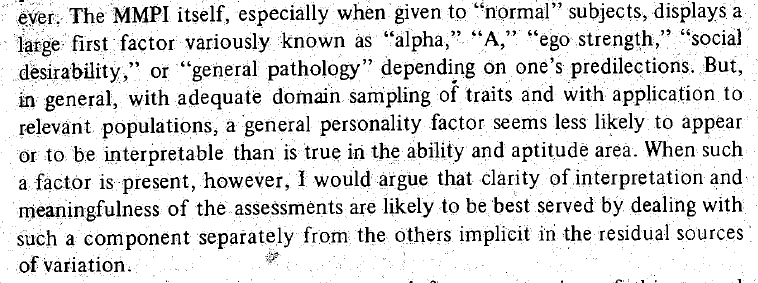 ever. The MMPI itself, especially when given to “normal” subjects, displays a
large first factor variously known as “alpha,” “A,” “ego strength,” “social
desirability,” or “general pathology” depending on one’s predilections. But,
in general, with adequate domain sampling of traits and with application to
relevant populations, a general personality factor seems less likely to appear
or to be interpretable than is true in the ability and aptitude area. When such
a factor is present, however, I would argue that clarity of interpretation and
meaningfulness of the assessments are likely to be best served by dealing with
such a component separately from the others implicit in the residual sources
of variation.